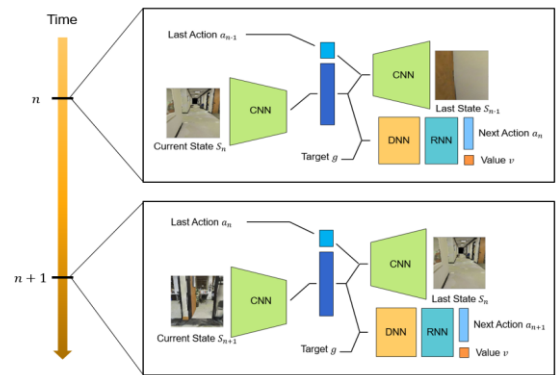 Time
n
Last Action a_{n-1}
CNN
CNN
Last State S_{n-1}
Current State S_n
DNN
RNN
Next Action a_n
Target g
Value v
n + 1
Last Action a_n
CNN
CNN
Last State S_n
Current State S_{n+1}
DNN
RNN
Next Action a_{n+1}
Target g
Value v